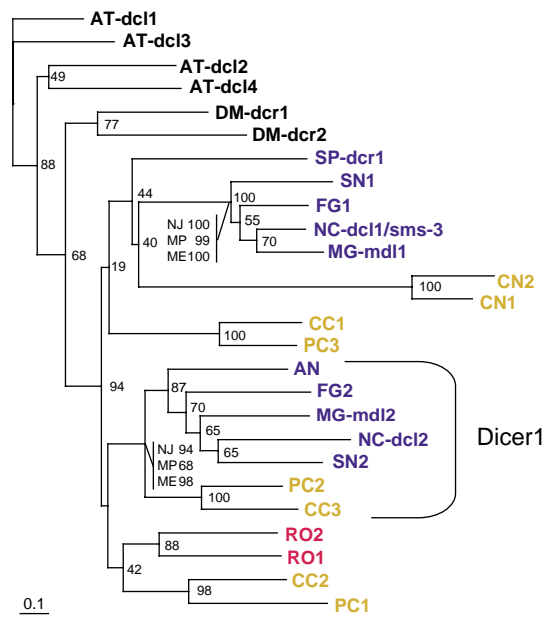 AT-dcl1
AT-dcl3
AT-dcl2
49
AT-dcl4
DM-dcr1
77
DM-dcr2
88
SP-dcr1
SN1
44
100
FG1
NJ 100
55
NC-dcl1/sms-3
MP 99
40
70
ME100
MG-mdl1
68
19
CN2
100
CN1
CC1
100
PC3
AN
94
87
FG2
70
MG-mdl2
65
NC-dcl2
Dicer1
NJ 94
65
MP68
SN2
ME98
PC2
100
CC3
RO2
88
RO1
42
CC2
98
PC1
0.1